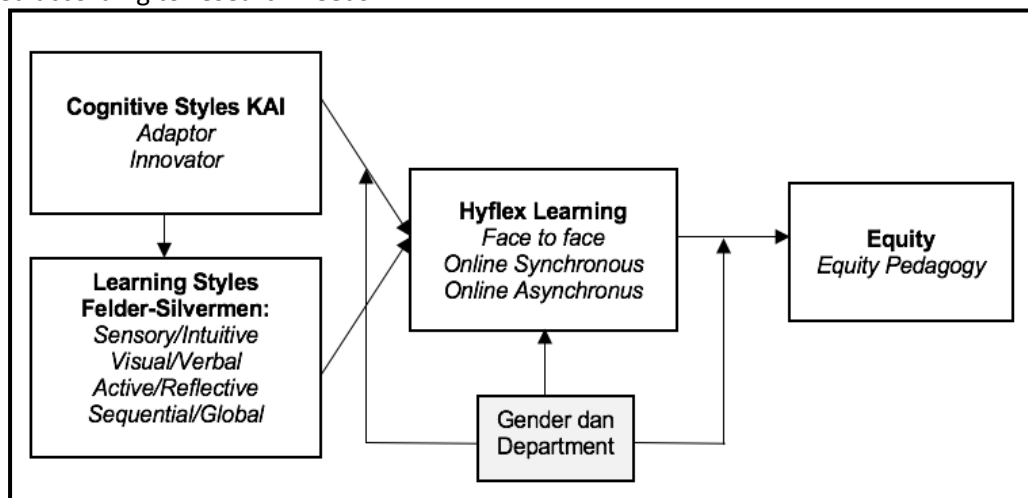 Cognitive Styles KAI
Adaptor
Innovator
Learning Styles
Felder-Silvermen:
Sensory/Intuitive
Visual/Verbal
Active/Reflective
Sequential/Global
Hyflex Learning
Face to face
Online Synchronous
Online Asynchronus
Gender dan
Department
Equity
Equity Pedagogy